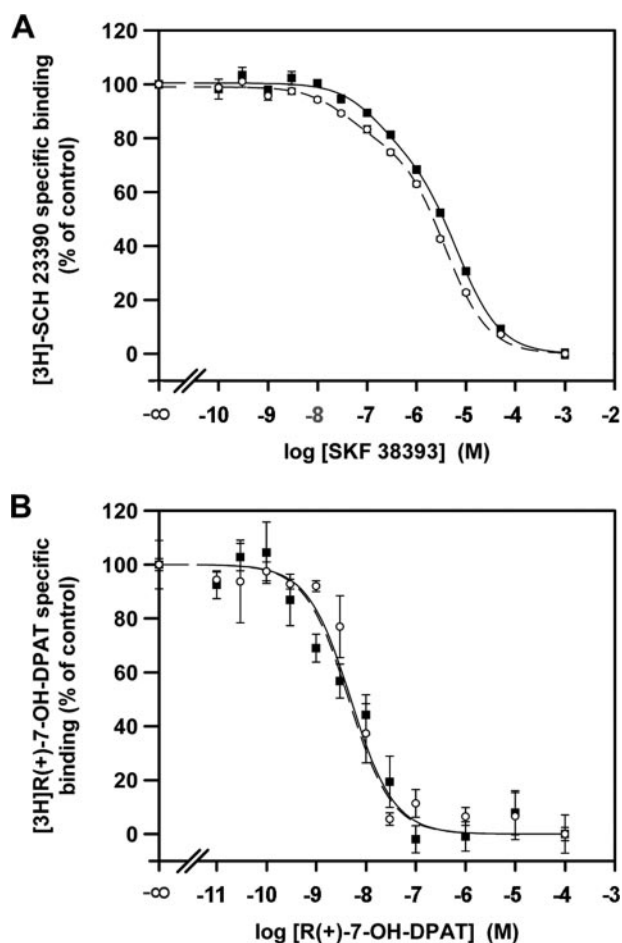 A
120
100
80
60
40
20
0
[3H]-SCH 23390 specific binding
(% of control)
-∞ -10 -9 -8 -7 -6 -5 -4 -3 -2
log [SKF 38393] (M)
B
120
100
80
60
40
20
0
[3H]R(+)-7-OH-DPAT specific
binding (% of control)
-∞ -11 -10 -9 -8 -7 -6 -5 -4 -3
log [R(+)-7-OH-DPAT] (M)